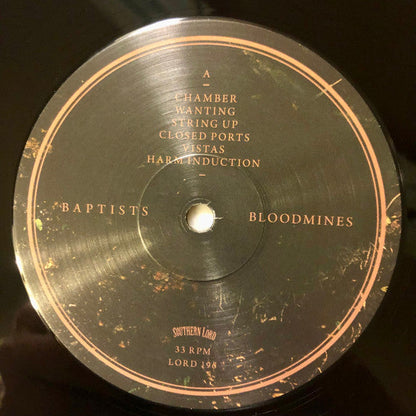 A
–
CHAMBER
WANTING
STRING UP
CLOSED PORTS
VISTAS
HARM INDUCTION
–
BAPTISTS
BLOODMINES
SOUTHERN LORD
33 RPM
LORD 198